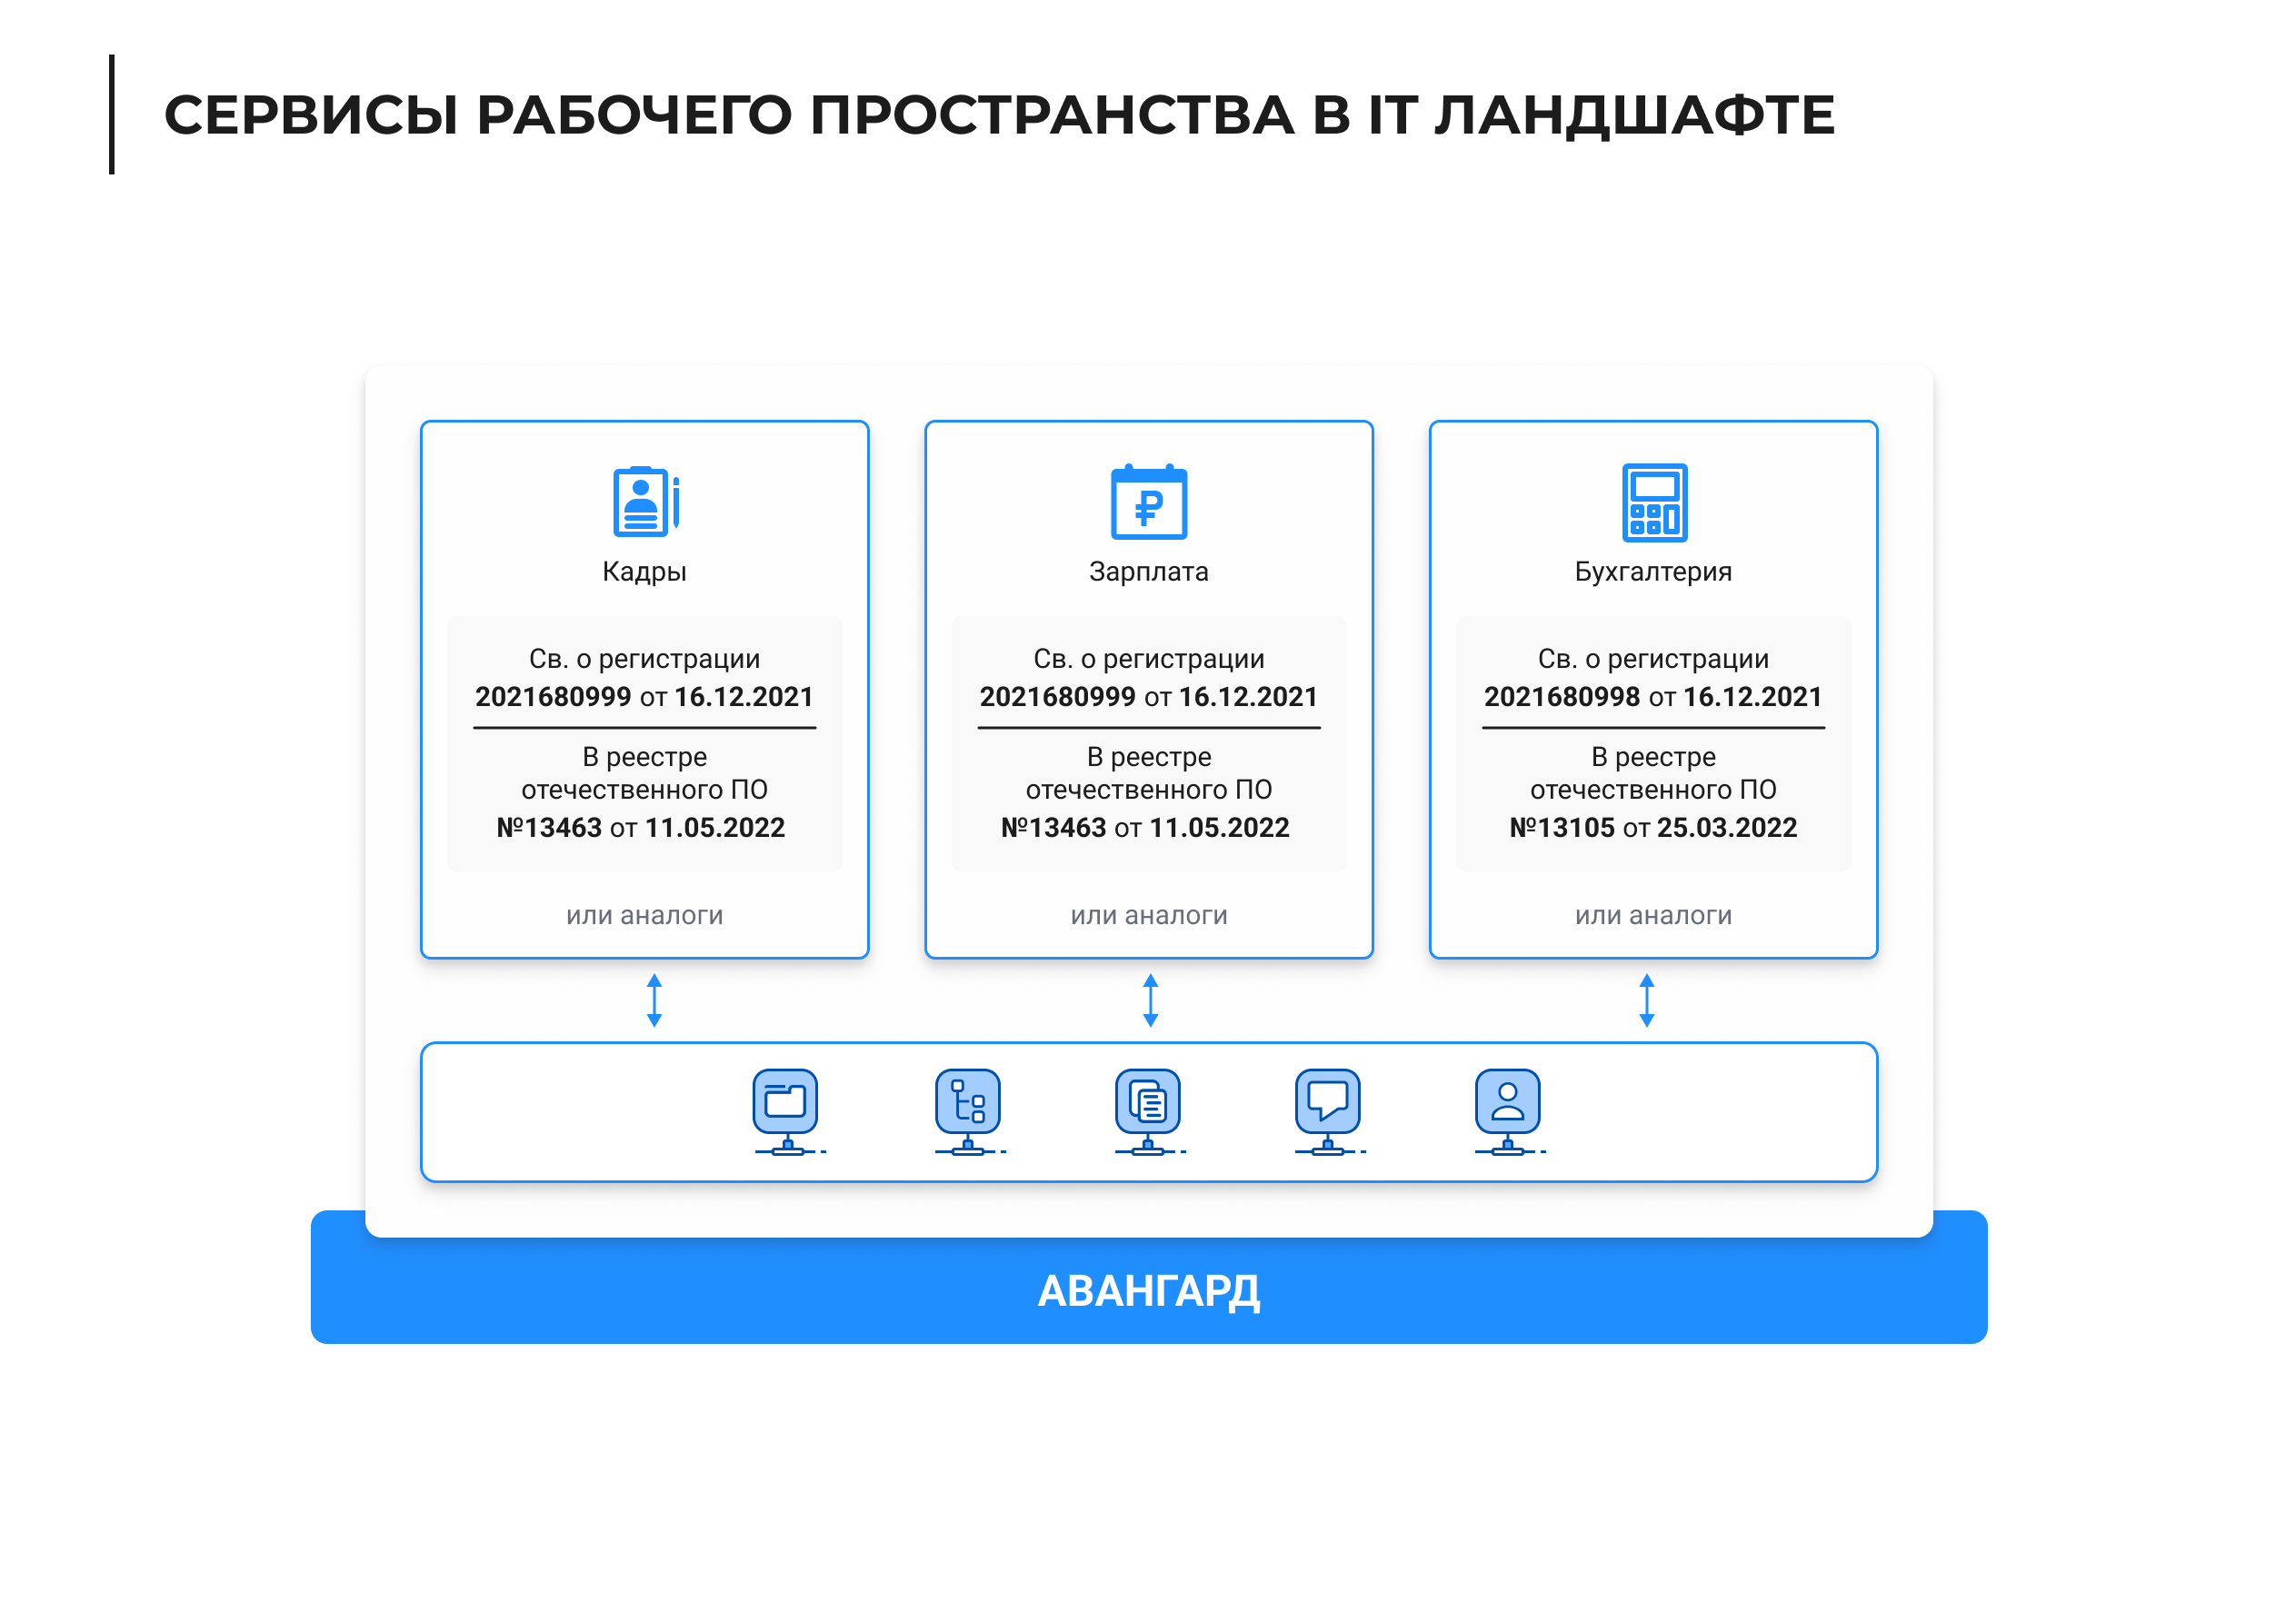 СЕРВИСЫ РАБОЧЕГО ПРОСТРАНСТВА В IT ЛАНДШАФТЕ
Кадры
Св. о регистрации
2021680999 от 16.12.2021
В реестре
отечественного ПО
№13463 от 11.05.2022
или аналоги
Зарплата
Св. о регистрации
2021680999 от 16.12.2021
В реестре
отечественного ПО
№13463 от 11.05.2022
или аналоги
Бухгалтерия
Св. о регистрации
2021680998 от 16.12.2021
В реестре
отечественного ПО
№13105 от 25.03.2022
или аналоги
АВАНГАРД